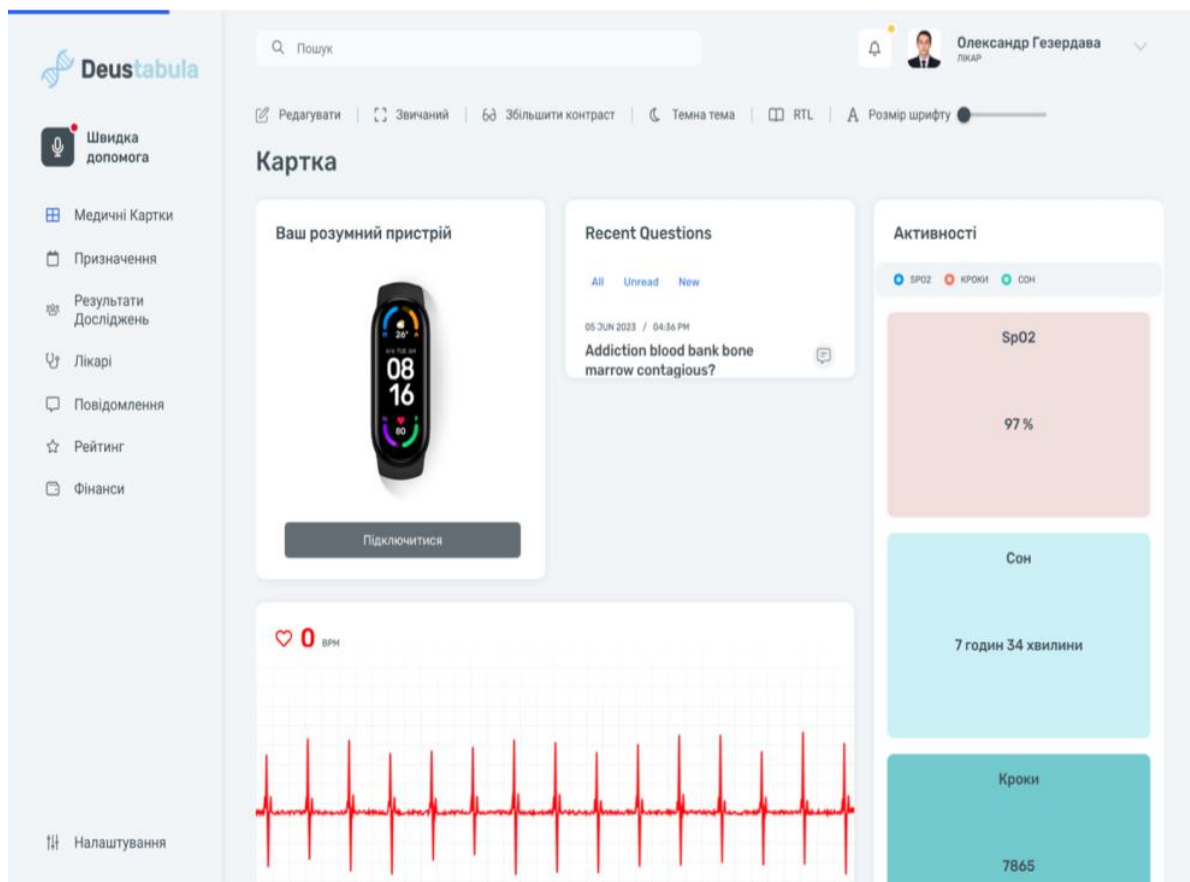 Deustabula
Швидка
допомога
Медичні Картки
Призначення
Результати
Досліджень
Лікарі
Повідомлення
Рейтинг
Фінанси
Налаштування
Пошук
Олександр Гезердава
ЛІКАР
Редагувати
Звичаний
Збільшити контраст
Темна тема
RTL
A Розмір шрифту
Картка
Ваш розумний пристрій
26°
08
16
80
Підключитися
Recent Questions
All Unread New
05 JUN 2023 / 04:36 PM
Addiction blood bank bone
marrow contagious?
0 BPM
Активності
SPO2 КРОКИ СОН
SpO2
97 %
Сон
7 годин 34 хвилини
Кроки
7865